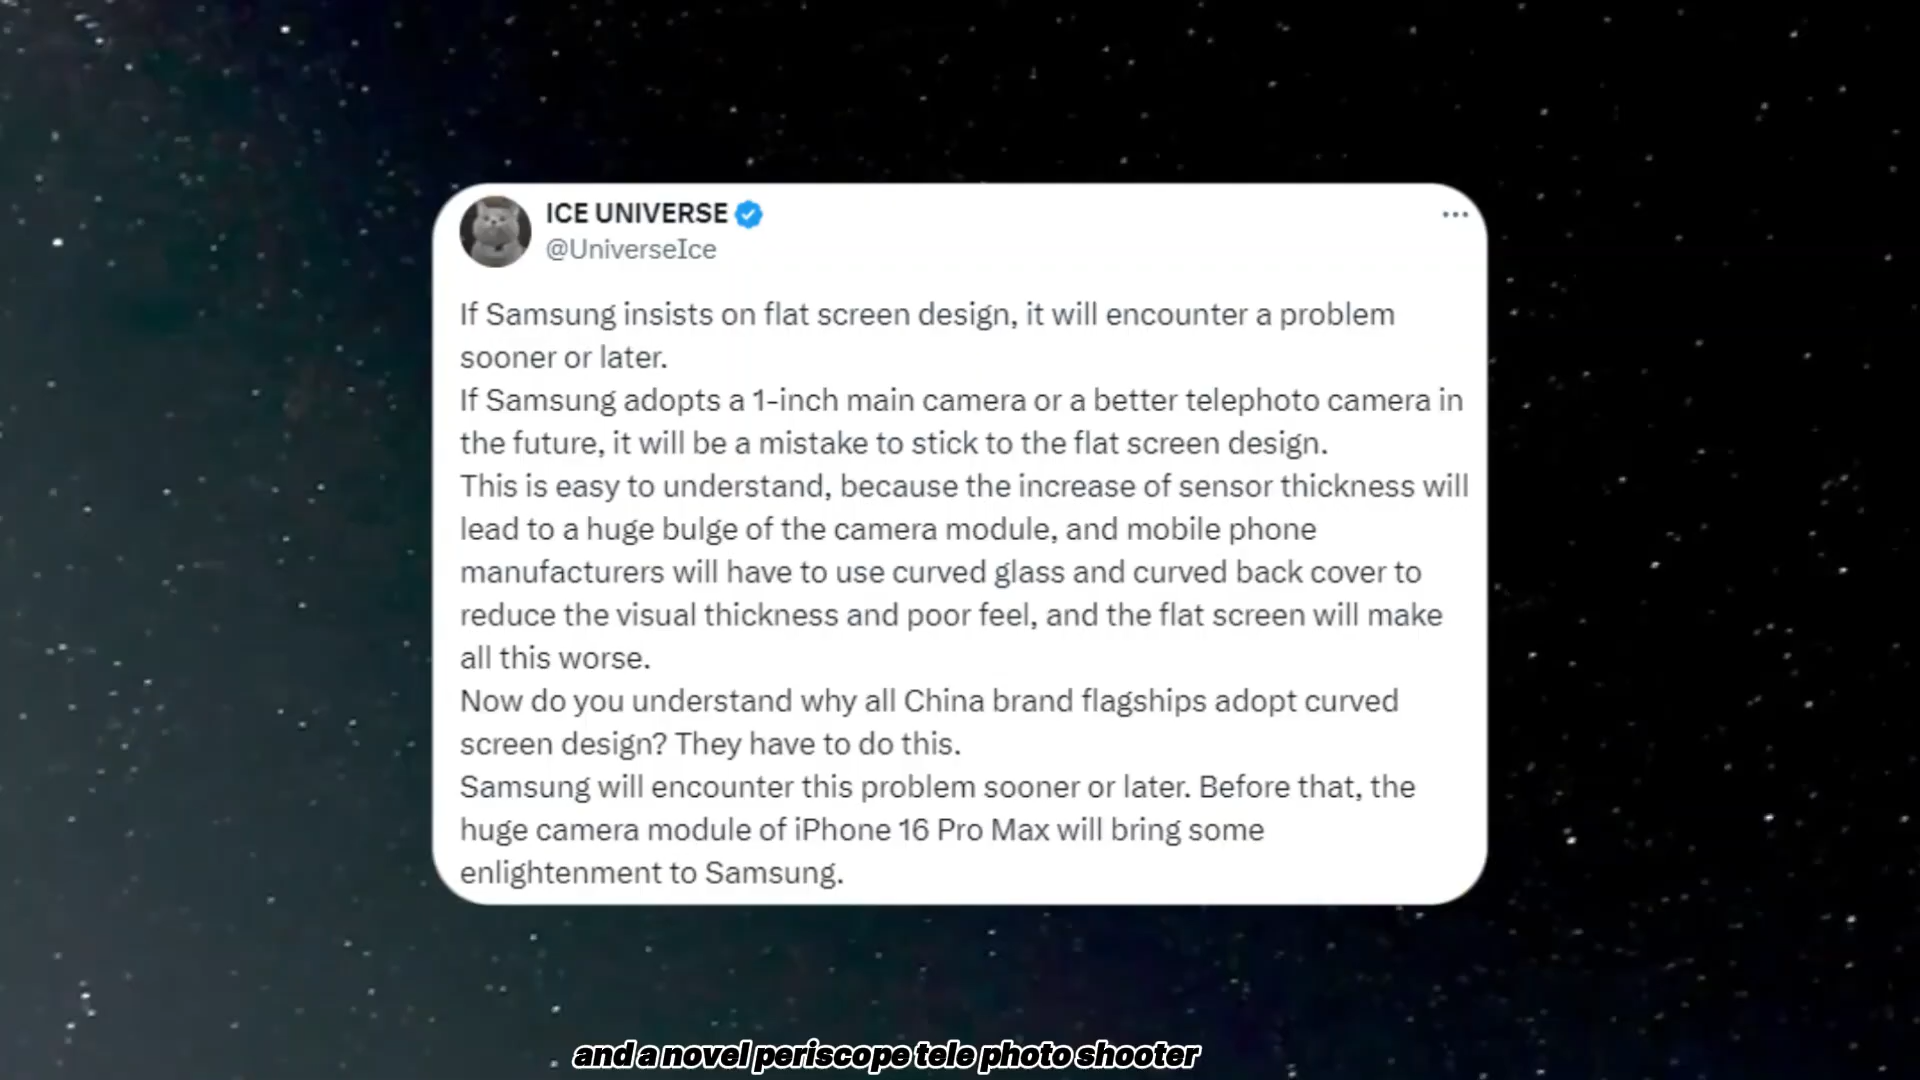 ICE UNIVERSE
@UniverseIce
If Samsung insists on flat screen design, it will encounter a problem
sooner or later.
If Samsung adopts a 1-inch main camera or a better telephoto camera in
the future, it will be a mistake to stick to the flat screen design.
This is easy to understand, because the increase of sensor thickness will
lead to a huge bulge of the camera module, and mobile phone
manufacturers will have to use curved glass and curved back cover to
reduce the visual thickness and poor feel, and the flat screen will make
all this worse.
Now do you understand why all China brand flagships adopt curved
screen design? They have to do this.
Samsung will encounter this problem sooner or later. Before that, the
huge camera module of iPhone 16 Pro Max will bring some
enlightenment to Samsung.
and a novel periscope tele photo shooter